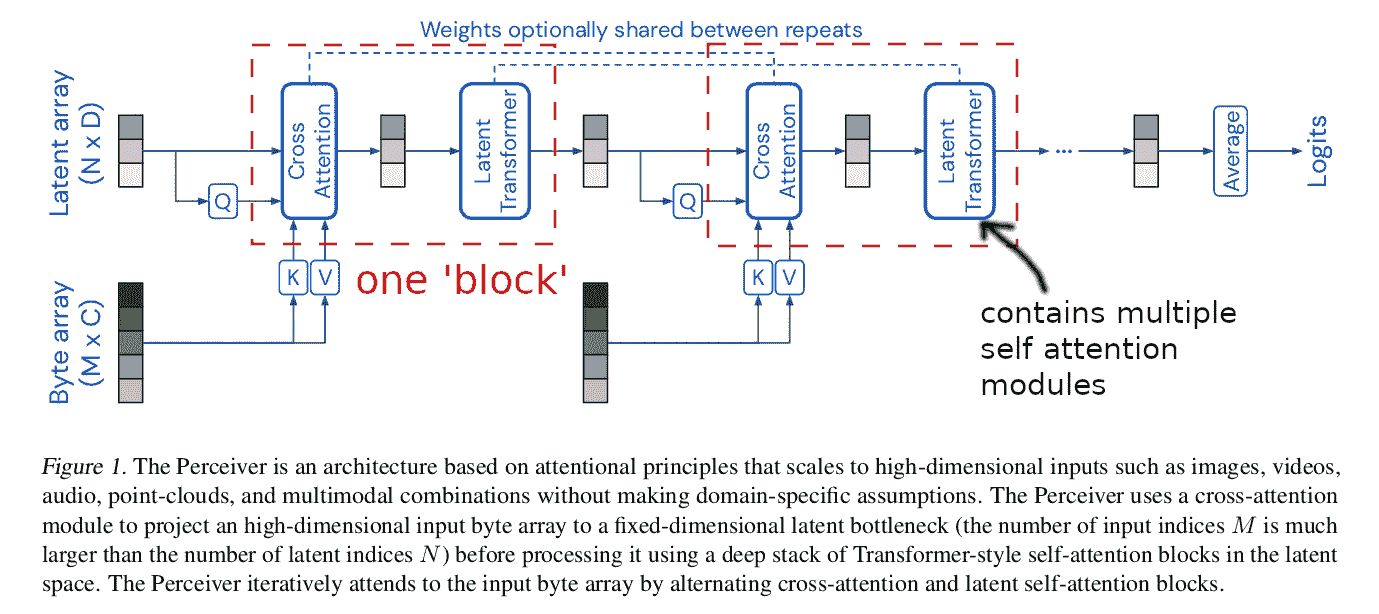 Weights optionally shared between repeats
Latent array
(N x D)
Cross
Attention
Latent
Transformer
Cross
Attention
Latent
Transformer
...
Average
Logits
Q
Q
K
V
K
V
one 'block'
Byte array
(M x C)
contains multiple
self attention
modules
Figure 1. The Perceiver is an architecture based on attentional principles that scales to high-dimensional inputs such as images, videos,
audio, point-clouds, and multimodal combinations without making domain-specific assumptions. The Perceiver uses a cross-attention
module to project an high-dimensional input byte array to a fixed-dimensional latent bottleneck (the number of input indices M is much
larger than the number of latent indices N) before processing it using a deep stack of Transformer-style self-attention blocks in the latent
space. The Perceiver iteratively attends to the input byte array by alternating cross-attention and latent self-attention blocks.